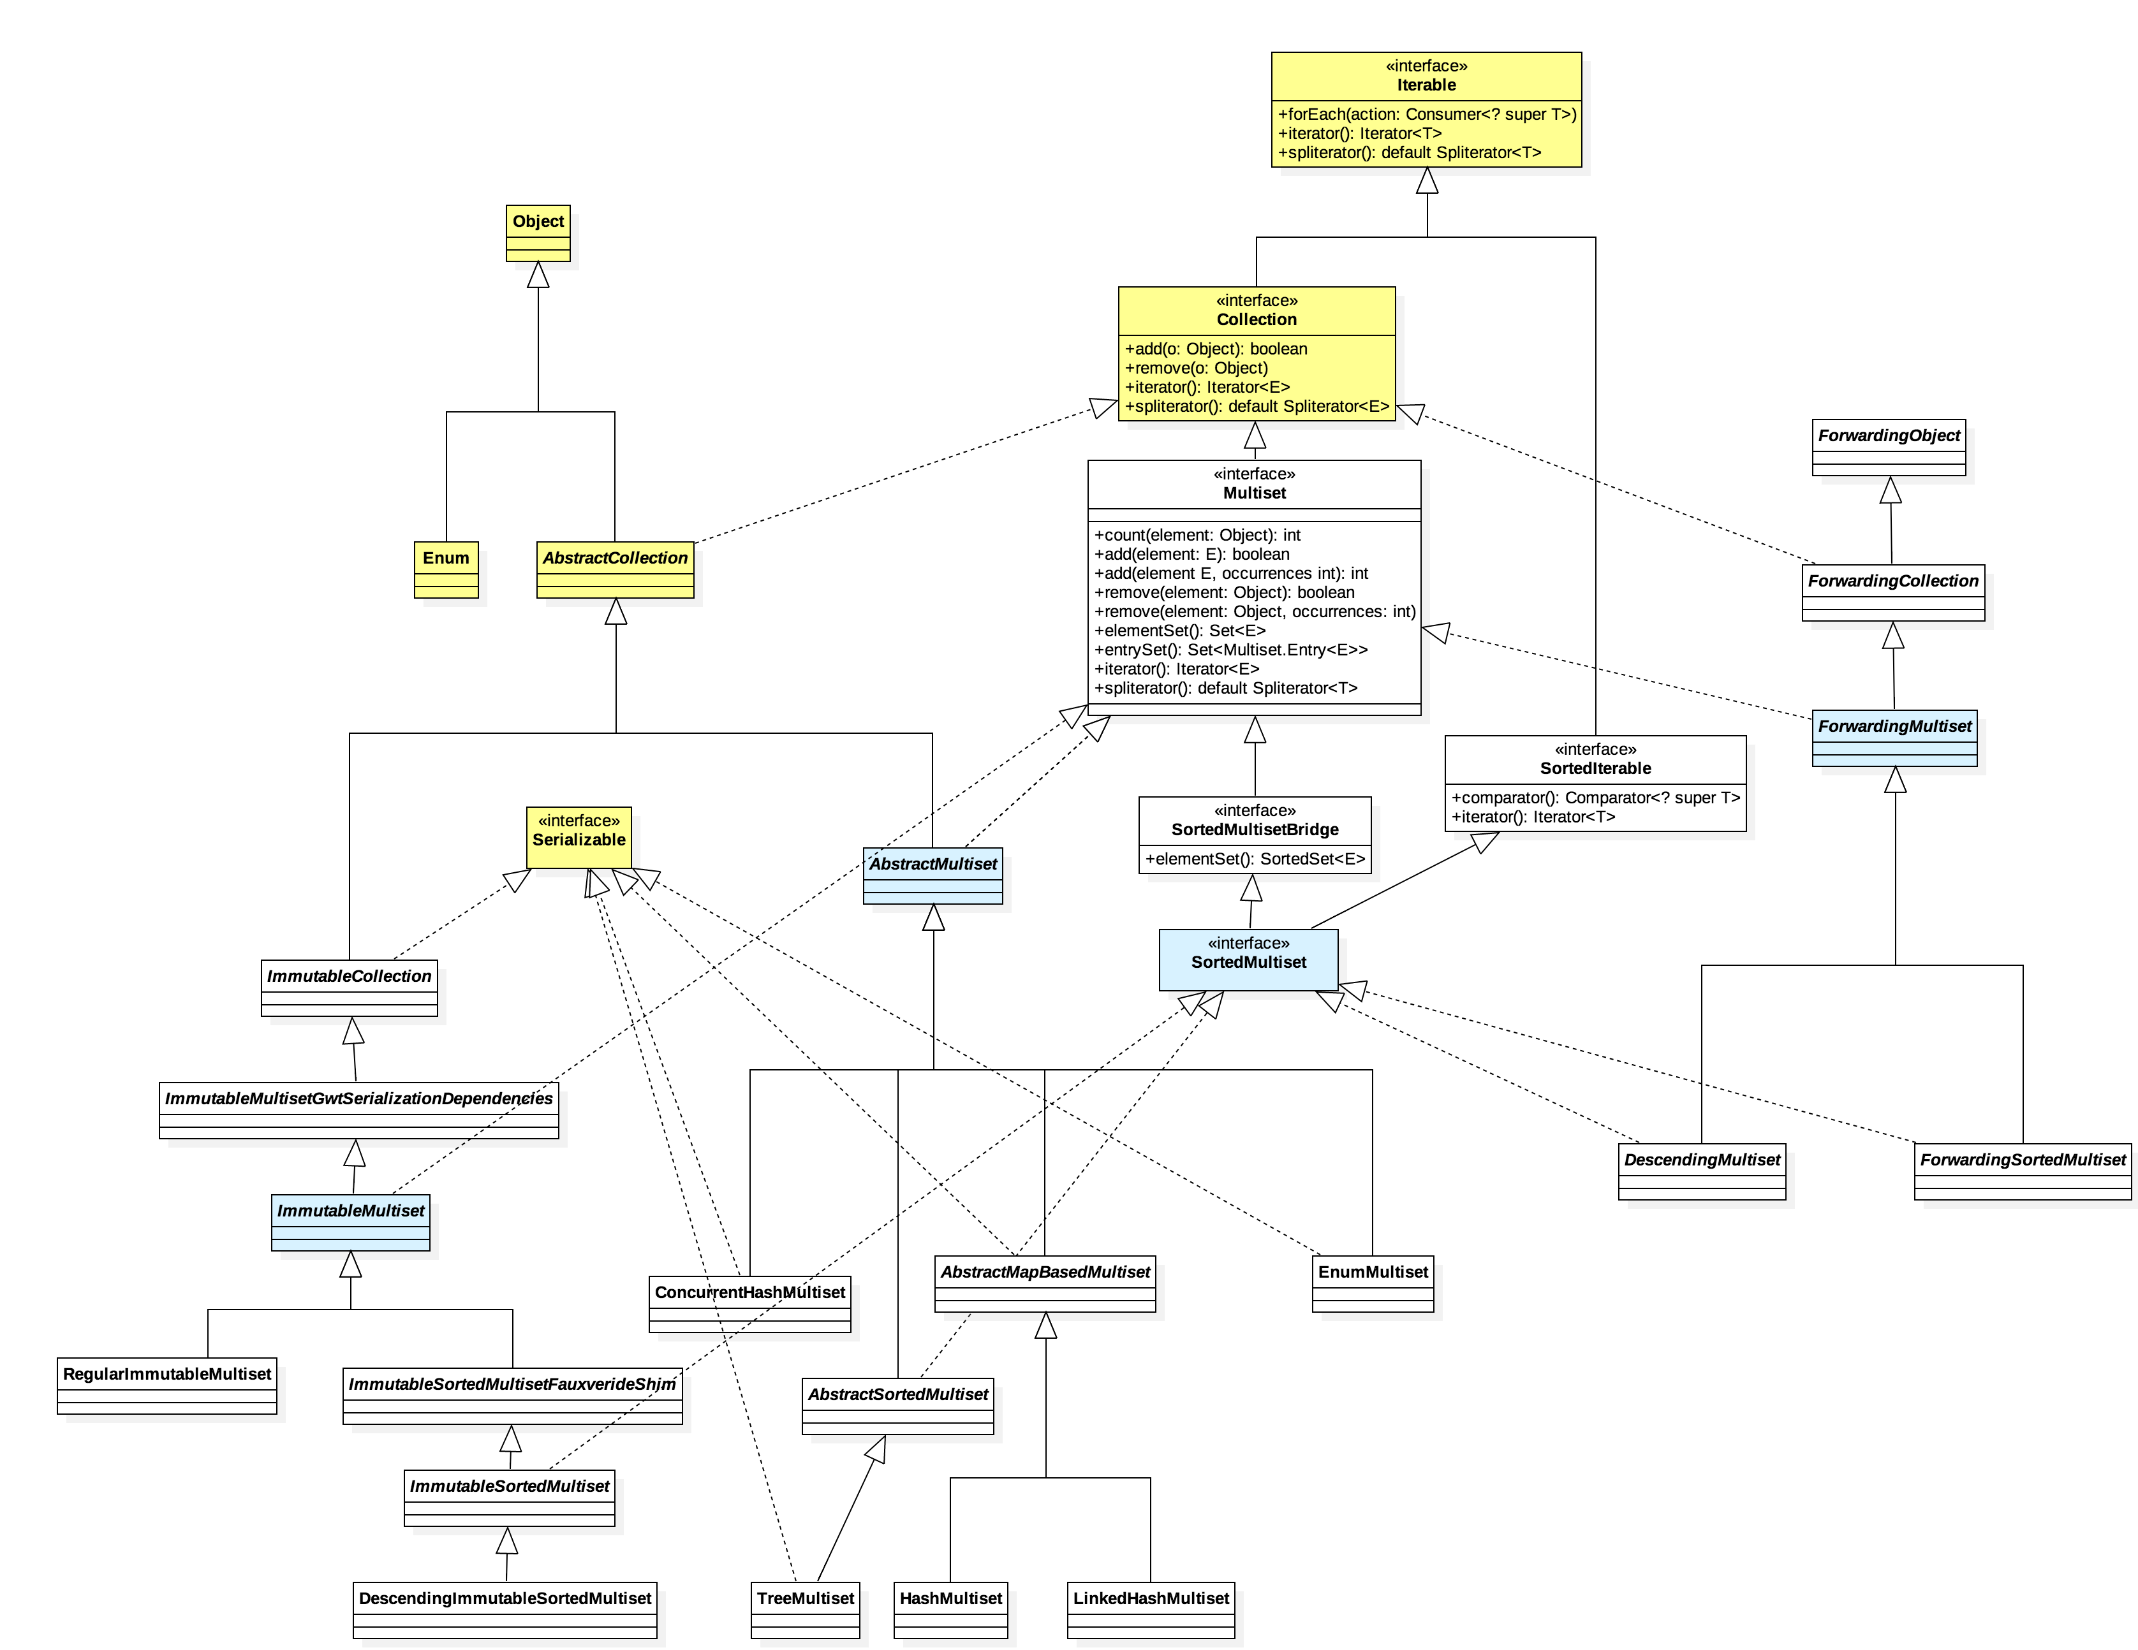 «interface»
Iterable
+forEach(action: Consumer<? super T>)
+iterator(): Iterator<T>
+spliterator(): default Spliterator<T>
Object
«interface»
Collection
+add(o: Object): boolean
+remove(o: Object)
+iterator(): Iterator<E>
+spliterator(): default Spliterator<E>
ForwardingObject
«interface»
Multiset
+count(element: Object): int
+add(element: E): boolean
+add(element E, occurrences int): int
+remove(element: Object): boolean
+remove(element: Object, occurrences: int)
+elementSet(): Set<E>
+entrySet(): Set<Multiset.Entry<E>>
+iterator(): Iterator<E>
+spliterator(): default Spliterator<T>
Enum
AbstractCollection
ForwardingCollection
ForwardingMultiset
«interface»
SortedIterable
+comparator(): Comparator<? super T>
+iterator(): Iterator<T>
«interface»
Serializable
«interface»
SortedMultisetBridge
+elementSet(): SortedSet<E>
AbstractMultiset
«interface»
SortedMultiset
ImmutableCollection
ImmutableMultisetGwtSerializationDependencies
DescendingMultiset
ForwardingSortedMultiset
ImmutableMultiset
ConcurrentHashMultiset
AbstractMapBasedMultiset
EnumMultiset
RegularImmutableMultiset
ImmutableSortedMultisetFauxverideShim
AbstractSortedMultiset
ImmutableSortedMultiset
DescendingImmutableSortedMultiset
TreeMultiset
HashMultiset
LinkedHashMultiset